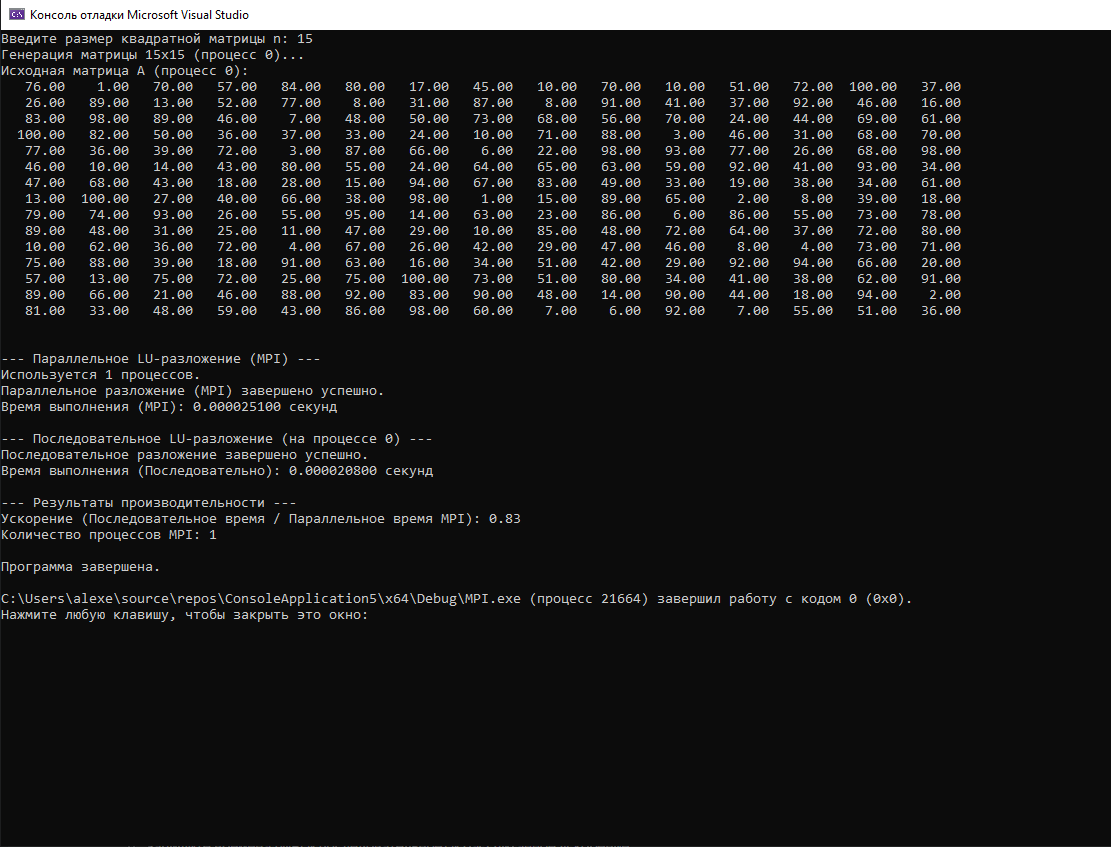 Консоль отладки Microsoft Visual Studio
Введите размер квадратной матрицы n: 15
Генерация матрицы 15x15 (процесс 0)...
Исходная матрица A (процесс 0):
76.00 1.00 70.00 57.00 84.00 80.00 17.00 45.00 10.00 70.00 10.00 51.00 72.00 100.00 37.00
26.00 89.00 13.00 52.00 77.00 8.00 31.00 87.00 8.00 91.00 41.00 37.00 92.00 46.00 16.00
83.00 98.00 89.00 46.00 7.00 48.00 50.00 73.00 68.00 56.00 70.00 24.00 44.00 69.00 61.00
100.00 82.00 50.00 36.00 37.00 33.00 24.00 10.00 71.00 88.00 3.00 46.00 31.00 68.00 70.00
77.00 36.00 39.00 72.00 3.00 87.00 66.00 6.00 22.00 98.00 93.00 77.00 26.00 68.00 98.00
46.00 10.00 14.00 43.00 80.00 55.00 24.00 64.00 65.00 63.00 59.00 92.00 41.00 93.00 34.00
47.00 68.00 43.00 18.00 28.00 15.00 94.00 67.00 83.00 49.00 33.00 19.00 38.00 34.00 61.00
13.00 100.00 27.00 40.00 66.00 38.00 98.00 1.00 15.00 89.00 65.00 2.00 8.00 39.00 18.00
79.00 74.00 93.00 26.00 55.00 95.00 14.00 63.00 23.00 86.00 6.00 86.00 55.00 73.00 78.00
89.00 48.00 31.00 25.00 11.00 47.00 29.00 10.00 85.00 48.00 72.00 64.00 37.00 72.00 80.00
10.00 62.00 36.00 72.00 4.00 67.00 26.00 42.00 29.00 47.00 46.00 8.00 4.00 73.00 71.00
75.00 88.00 39.00 18.00 91.00 63.00 16.00 34.00 51.00 42.00 29.00 92.00 94.00 66.00 20.00
57.00 13.00 75.00 72.00 25.00 75.00 100.00 73.00 51.00 80.00 34.00 41.00 38.00 62.00 91.00
89.00 66.00 21.00 46.00 88.00 92.00 83.00 90.00 48.00 14.00 90.00 44.00 18.00 94.00 2.00
81.00 33.00 48.00 59.00 43.00 86.00 98.00 60.00 7.00 6.00 92.00 7.00 55.00 51.00 36.00
--- Параллельное LU-разложение (MPI) ---
Используется 1 процессов.
Параллельное разложение (MPI) завершено успешно.
Время выполнения (MPI): 0.000025100 секунд
--- Последовательное LU-разложение (на процессе 0) ---
Последовательное разложение завершено успешно.
Время выполнения (Последовательно): 0.000020800 секунд
--- Результаты производительности ---
Ускорение (Последовательное время / Параллельное время MPI): 0.83
Количество процессов MPI: 1
Программа завершена.
C:\Users\alexe\source\repos\ConsoleApplication5\x64\Debug\MPI.exe (процесс 21664) завершил работу с кодом 0 (0x0).
Нажмите любую клавишу, чтобы закрыть это окно: